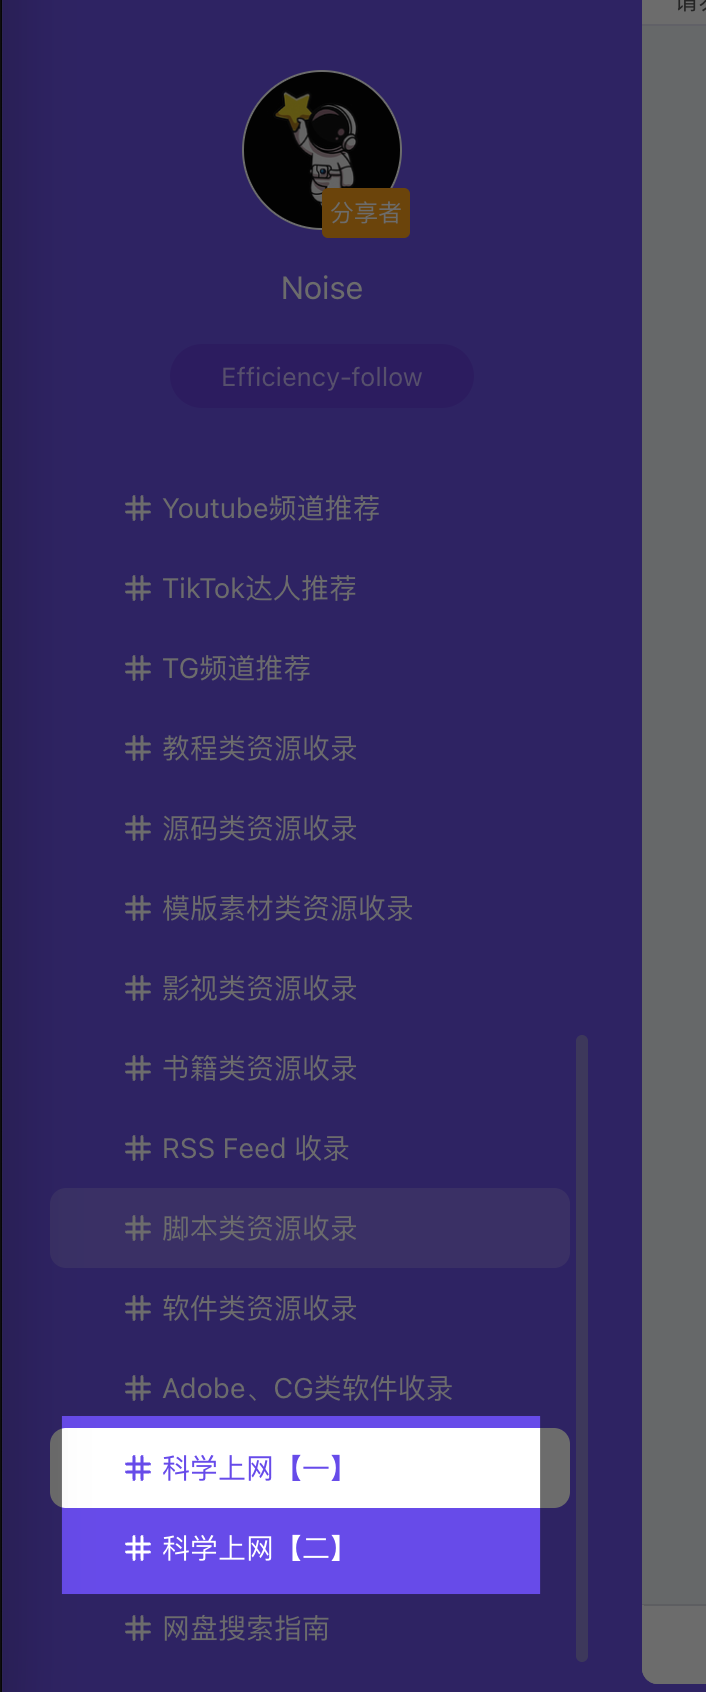 分享者
Noise
Efficiency-follow
# Youtube频道推荐
# TikTok达人推荐
# TG频道推荐
# 教程类资源收录
# 源码类资源收录
# 模版素材类资源收录
# 影视类资源收录
# 书籍类资源收录
# RSS Feed 收录
# 脚本类资源收录
# 软件类资源收录
# Adobe、CG类软件收录
# 科学上网【一】
# 科学上网【二】
# 网盘搜索指南